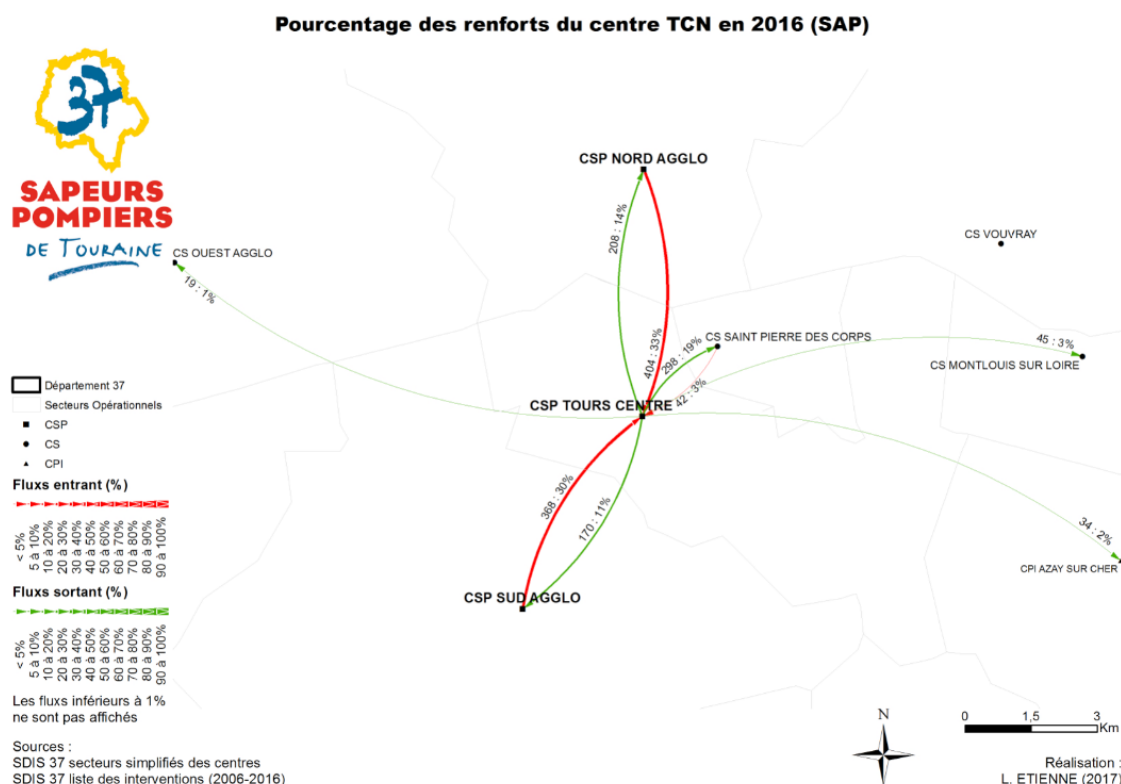 Pourcentage des renforts du centre TCN en 2016 (SAP)
37
SAPEURS
POMPIERS
DE TOURAINE
CSP NORD AGGLO
CS VOUVRAY
CS OUEST AGGLO
208 : 14%
19 : 1%
404 : 33%
298 : 19%
CS SAINT PIERRE DES CORPS
45 : 3%
CS MONTLOUIS SUR LOIRE
42 : 3%
CSP TOURS CENTRE
368 : 30%
170 : 11%
34 : 2%
CPI AZAY SUR CHER
CSP SUD AGGLO
Département 37
Secteurs Opérationnels
CSP
CS
CPI
Fluxs entrant (%)
< 5%
5 à 10%
10 à 20%
20 à 30%
30 à 40%
40 à 50%
50 à 60%
60 à 70%
70 à 80%
80 à 90%
90 à 100%
Fluxs sortant (%)
< 5%
5 à 10%
10 à 20%
20 à 30%
30 à 40%
40 à 50%
50 à 60%
60 à 70%
70 à 80%
80 à 90%
90 à 100%
Les fluxs inférieurs à 1%
ne sont pas affichés
Sources :
SDIS 37 secteurs simplifiés des centres
SDIS 37 liste des interventions (2006-2016)
N
0 1,5 3
Km
Réalisation :
L. ETIENNE (2017)